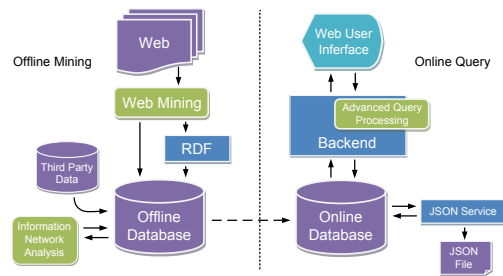 Offline Mining
Web
Web Mining
RDF
Third Party
Data
Offline
Database
Information
Network
Analysis
Online Query
Web User
Inferface
Advanced Query
Processing
Backend
Online
Database
JSON Service
JSON
File